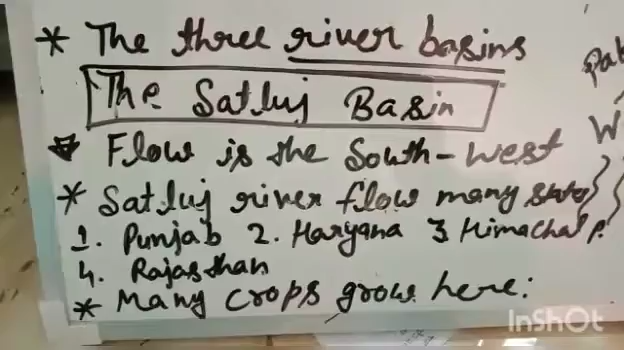 * The three river basins
The Satluj Basin
Flow is the South-west
* Satluj river flow many states
1. Punjab 2. Haryana 3. Himachal P.
4. Rajasthan
* Many crops grow here:
InShOt